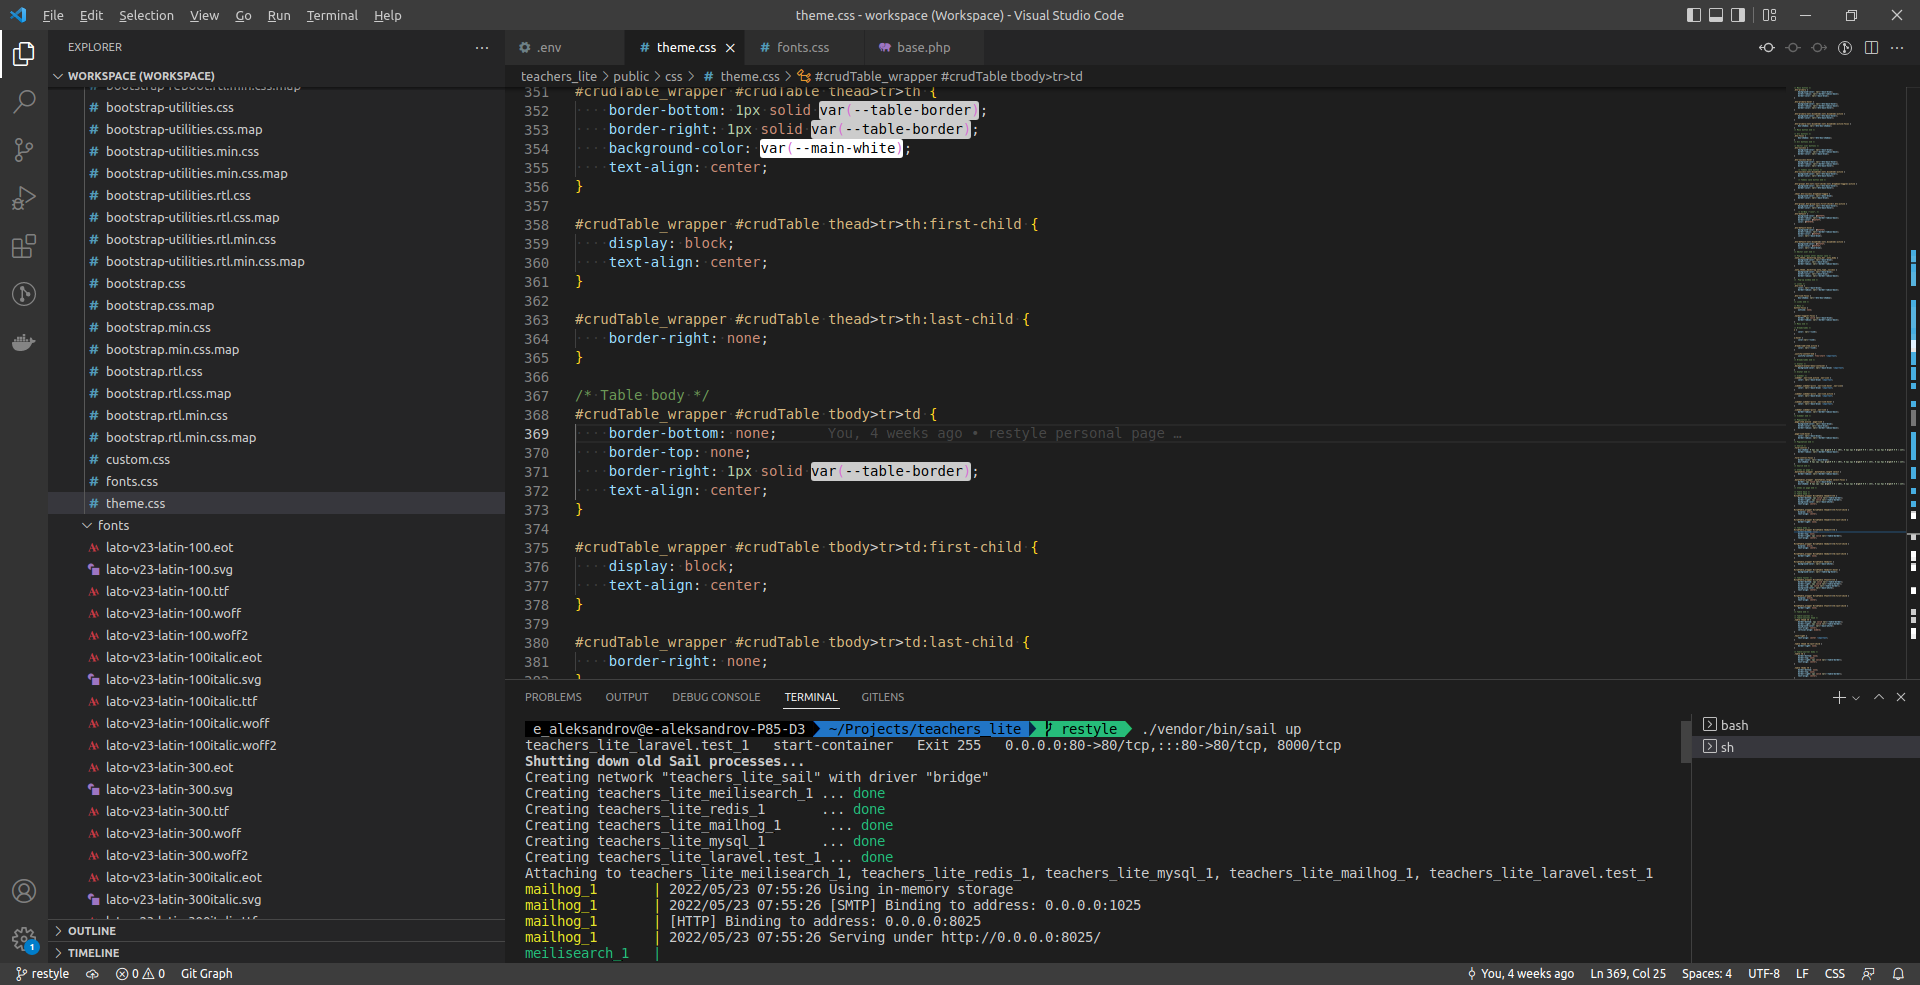 File Edit Selection View Go Run Terminal Help
theme.css - workspace (Workspace) - Visual Studio Code
EXPLORER
WORKSPACE (WORKSPACE)
bootstrap-reboot.rtl.min.css.map
bootstrap-utilities.css
bootstrap-utilities.css.map
bootstrap-utilities.min.css
bootstrap-utilities.min.css.map
bootstrap-utilities.rtl.css
bootstrap-utilities.rtl.css.map
bootstrap-utilities.rtl.min.css
bootstrap-utilities.rtl.min.css.map
bootstrap.css
bootstrap.css.map
bootstrap.min.css
bootstrap.min.css.map
bootstrap.rtl.css
bootstrap.rtl.css.map
bootstrap.rtl.min.css
bootstrap.rtl.min.css.map
custom.css
fonts.css
theme.css
fonts
lato-v23-latin-100.eot
lato-v23-latin-100.svg
lato-v23-latin-100.ttf
lato-v23-latin-100.woff
lato-v23-latin-100.woff2
lato-v23-latin-100italic.eot
lato-v23-latin-100italic.svg
lato-v23-latin-100italic.ttf
lato-v23-latin-100italic.woff
lato-v23-latin-100italic.woff2
lato-v23-latin-300.eot
lato-v23-latin-300.svg
lato-v23-latin-300.ttf
lato-v23-latin-300.woff
lato-v23-latin-300.woff2
lato-v23-latin-300italic.eot
lato-v23-latin-300italic.svg
lato-v23-latin-300italic.ttf
OUTLINE
TIMELINE
.env
# theme.css
# fonts.css
base.php
teachers_lite > public > css > # theme.css > #crudTable_wrapper #crudTable tbody>tr>td
351 #crudTable_wrapper #crudTable thead>tr>th {
352 border-bottom: 1px solid var(--table-border);
353 border-right: 1px solid var(--table-border);
354 background-color: var(--main-white);
355 text-align: center;
356 }
357
358 #crudTable_wrapper #crudTable thead>tr>th:first-child {
359 display: block;
360 text-align: center;
361 }
362
363 #crudTable_wrapper #crudTable thead>tr>th:last-child {
364 border-right: none;
365 }
366
367 /* Table body */
368 #crudTable_wrapper #crudTable tbody>tr>td {
369 border-bottom: none; You, 4 weeks ago • restyle personal page …
370 border-top: none;
371 border-right: 1px solid var(--table-border);
372 text-align: center;
373 }
374
375 #crudTable_wrapper #crudTable tbody>tr>td:first-child {
376 display: block;
377 text-align: center;
378 }
379
380 #crudTable_wrapper #crudTable tbody>tr>td:last-child {
381 border-right: none;
382 }
PROBLEMS OUTPUT DEBUG CONSOLE TERMINAL GITLENS
e_aleksandrov@e-aleksandrov-P85-D3 ~/Projects/teachers_lite restyle ./vendor/bin/sail up
teachers_lite_laravel.test_1 start-container Exit 255 0.0.0.0:80->80/tcp,:::80->80/tcp, 8000/tcp
Shutting down old Sail processes...
Creating network "teachers_lite_sail" with driver "bridge"
Creating teachers_lite_meilisearch_1 ... done
Creating teachers_lite_redis_1 ... done
Creating teachers_lite_mailhog_1 ... done
Creating teachers_lite_mysql_1 ... done
Creating teachers_lite_laravel.test_1 ... done
Attaching to teachers_lite_meilisearch_1, teachers_lite_redis_1, teachers_lite_mysql_1, teachers_lite_mailhog_1, teachers_lite_laravel.test_1
mailhog_1 | 2022/05/23 07:55:26 Using in-memory storage
mailhog_1 | 2022/05/23 07:55:26 [SMTP] Binding to address: 0.0.0.0:1025
mailhog_1 | [HTTP] Binding to address: 0.0.0.0:8025
mailhog_1 | 2022/05/23 07:55:26 Serving under http://0.0.0.0:8025/
meilisearch_1 |
bash
sh
1
restyle 0 0 Git Graph
You, 4 weeks ago Ln 369, Col 25 Spaces: 4 UTF-8 LF CSS